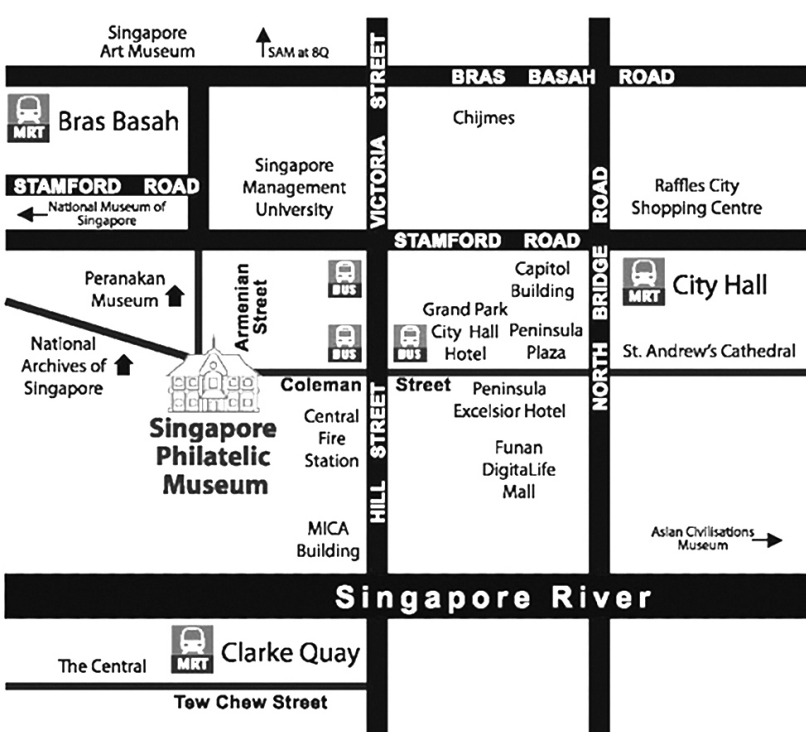 Singapore
Art Museum
SAM at 8Q
BRAS BASAH ROAD
VICTORIA STREET
MRT
Bras Basah
Chijmes
Singapore
Management
University
STAMFORD ROAD
National Museum of
Singapore
NORTH BRIDGE ROAD
Raffles City
Shopping Centre
STAMFORD ROAD
Peranakan
Museum
Armenian
Street
BUS
Capitol
Building
MRT
City Hall
National
Archives of
Singapore
BUS
BUS
Grand Park
City Hall
Hotel
Peninsula
Plaza
St. Andrew's Cathedral
Coleman Street
Singapore
Philatelic
Museum
Central
Fire
Station
HILL STREET
Peninsula
Excelsior Hotel
Funan
DigitaLife
Mall
MICA
Building
Asian Civilisations
Museum
Singapore River
The Central
MRT
Clarke Quay
Tew Chew Street